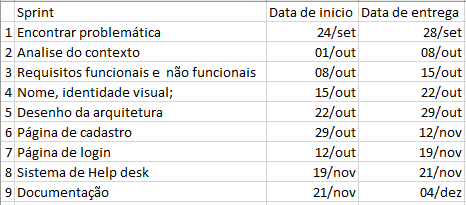 Sprint Data de inicio Data de entrega
1 Encontrar problemática 24/set 28/set
2 Analise do contexto 01/out 08/out
3 Requisitos funcionais e não funcionais 08/out 15/out
4 Nome, identidade visual; 15/out 22/out
5 Desenho da arquitetura 22/out 29/out
6 Página de cadastro 29/out 12/nov
7 Página de login 12/out 19/nov
8 Sistema de Help desk 19/nov 21/nov
9 Documentação 21/nov 04/dez